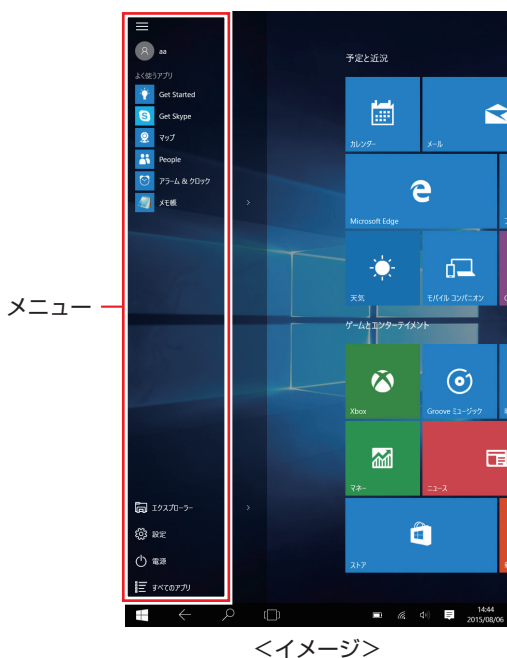 aa
よく使うアプリ
Get Started
Get Skype
マップ
People
アラーム & クロック
メモ帳
エクスプローラー
設定
電源
すべてのアプリ
メニュー
予定と近況
カレンダー
メール
Microsoft Edge
天気
モバイル コンパニオン
ゲームとエンターテイメント
Xbox
Groove ミュージック
マネー
ニュース
ストア
14:44
2015/08/06
＜イメージ＞